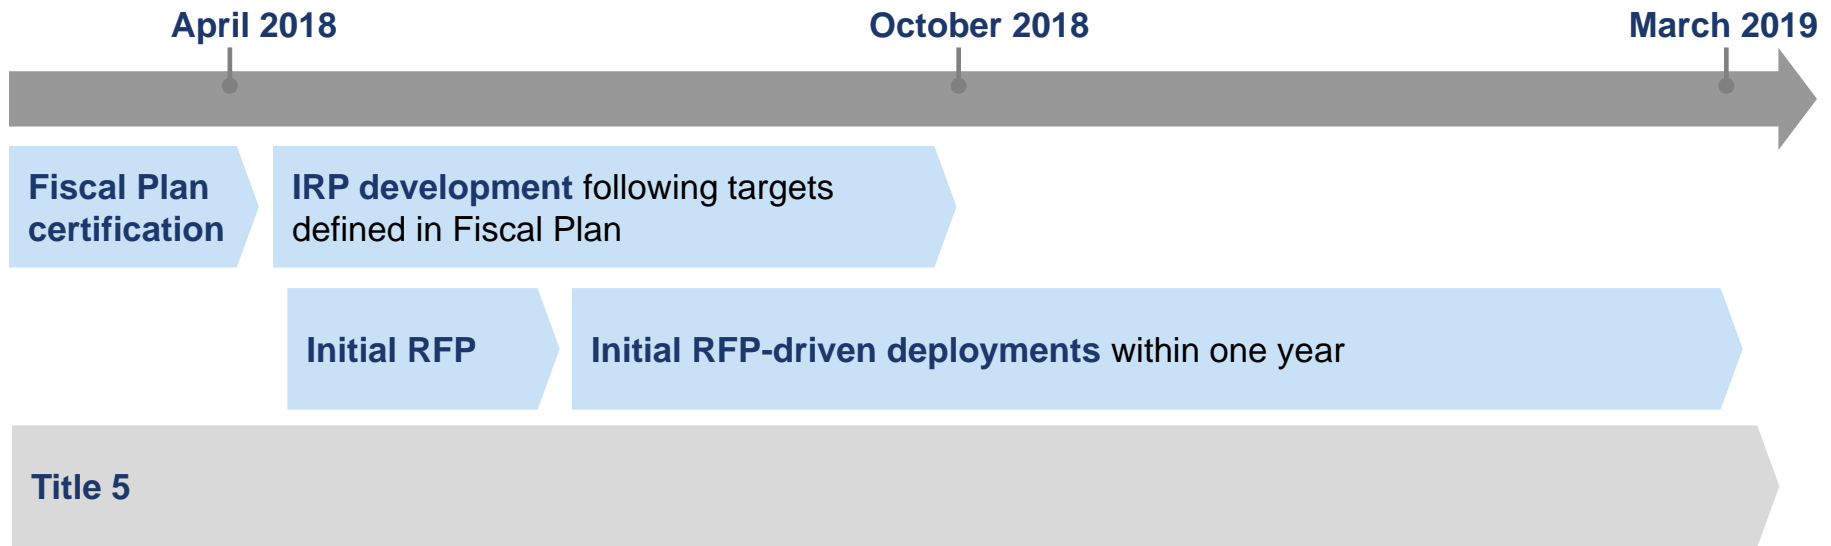 April 2018
October 2018
March 2019
Fiscal Plan
certification
IRP development following targets
defined in Fiscal Plan
Initial RFP
Initial RFP-driven deployments within one year
Title 5